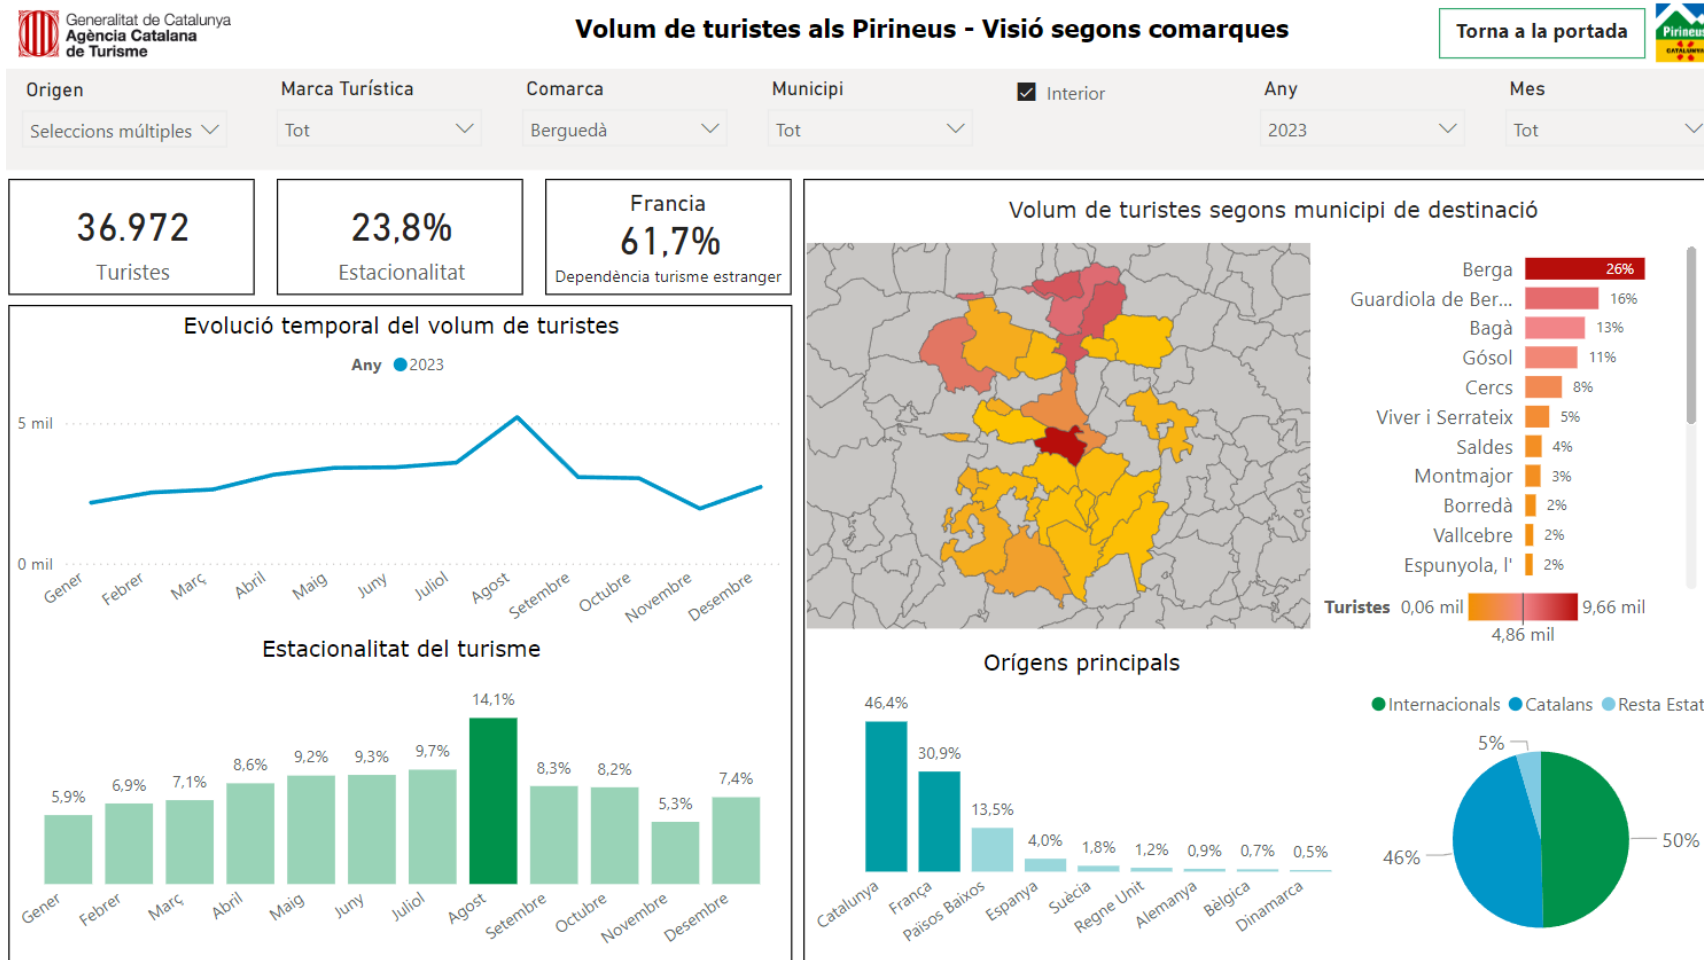 Generalitat de Catalunya
Agència Catalana
de Turisme
Volum de turistes als Pirineus - Visió segons comarques
Torna a la portada
Pirineus
CATALUNYA
Origen
Seleccions múltiples
Marca Turística
Tot
Comarca
Berguedà
Municipi
Tot
Interior
Any
2023
Mes
Tot
36.972
Turistes
23,8%
Estacionalitat
Francia
61,7%
Dependència turisme estranger
Evolució temporal del volum de turistes
Any 2023
5 mil
0 mil
Gener
Febrer
Març
Abril
Maig
Juny
Juliol
Agost
Setembre
Octubre
Novembre
Desembre
Estacionalitat del turisme
5,9%
6,9%
7,1%
8,6%
9,2%
9,3%
9,7%
14,1%
8,3%
8,2%
5,3%
7,4%
Gener
Febrer
Març
Abril
Maig
Juny
Juliol
Agost
Setembre
Octubre
Novembre
Desembre
Volum de turistes segons municipi de destinació
Berga 26%
Guardiola de Ber... 16%
Bagà 13%
Gósol 11%
Cercs 8%
Viver i Serrateix 5%
Saldes 4%
Montmajor 3%
Borredà 2%
Vallcebre 2%
Espunyola, l' 2%
Turistes 0,06 mil 9,66 mil
4,86 mil
Orígens principals
46,4%
30,9%
13,5%
4,0%
1,8%
1,2%
0,9%
0,7%
0,5%
Catalunya
França
Països Baixos
Espanya
Suècia
Regne Unit
Alemanya
Bèlgica
Dinamarca
Internacionals Catalans Resta Estat
5%
46%
50%